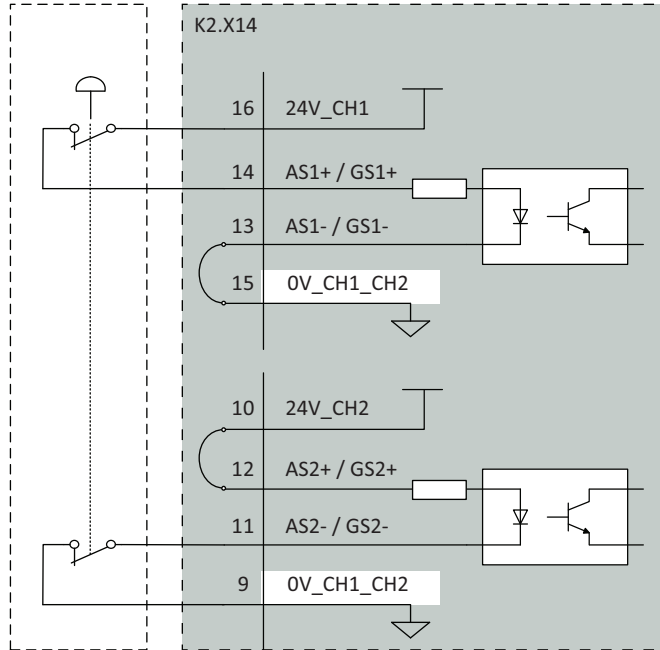 K2.X14
16 24V_CH1
14 AS1+ / GS1+
13 AS1- / GS1-
15 0V_CH1_CH2
10 24V_CH2
12 AS2+ / GS2+
11 AS2- / GS2-
9 0V_CH1_CH2